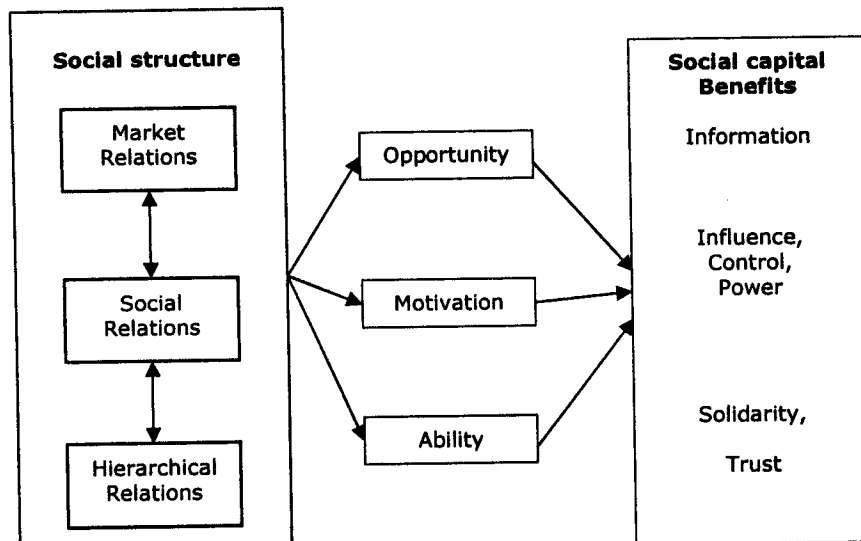 Social structure
Market
Relations
Social
Relations
Hierarchical
Relations
Opportunity
Motivation
Ability
Social capital
Benefits
Information
Influence,
Control,
Power
Solidarity,
Trust